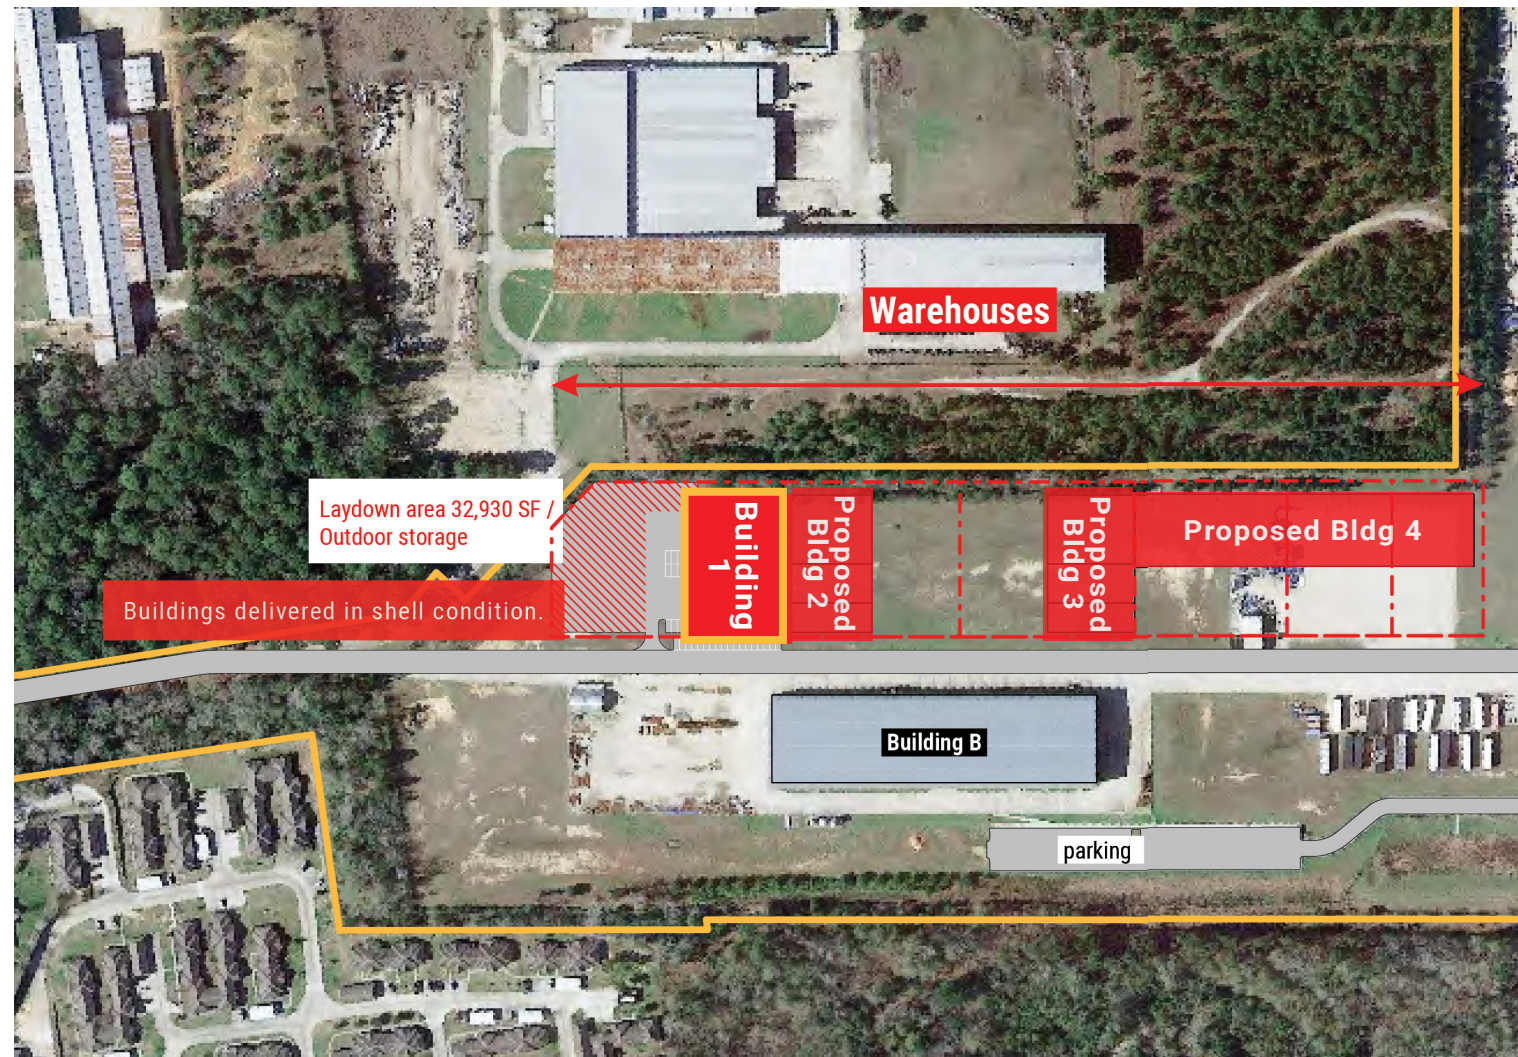 Warehouses
Laydown area 32,930 SF /
Outdoor storage
Buildings delivered in shell condition.
Building
1
Proposed
Bldg 2
Proposed
Bldg 3
Proposed Bldg 4
Building B
parking